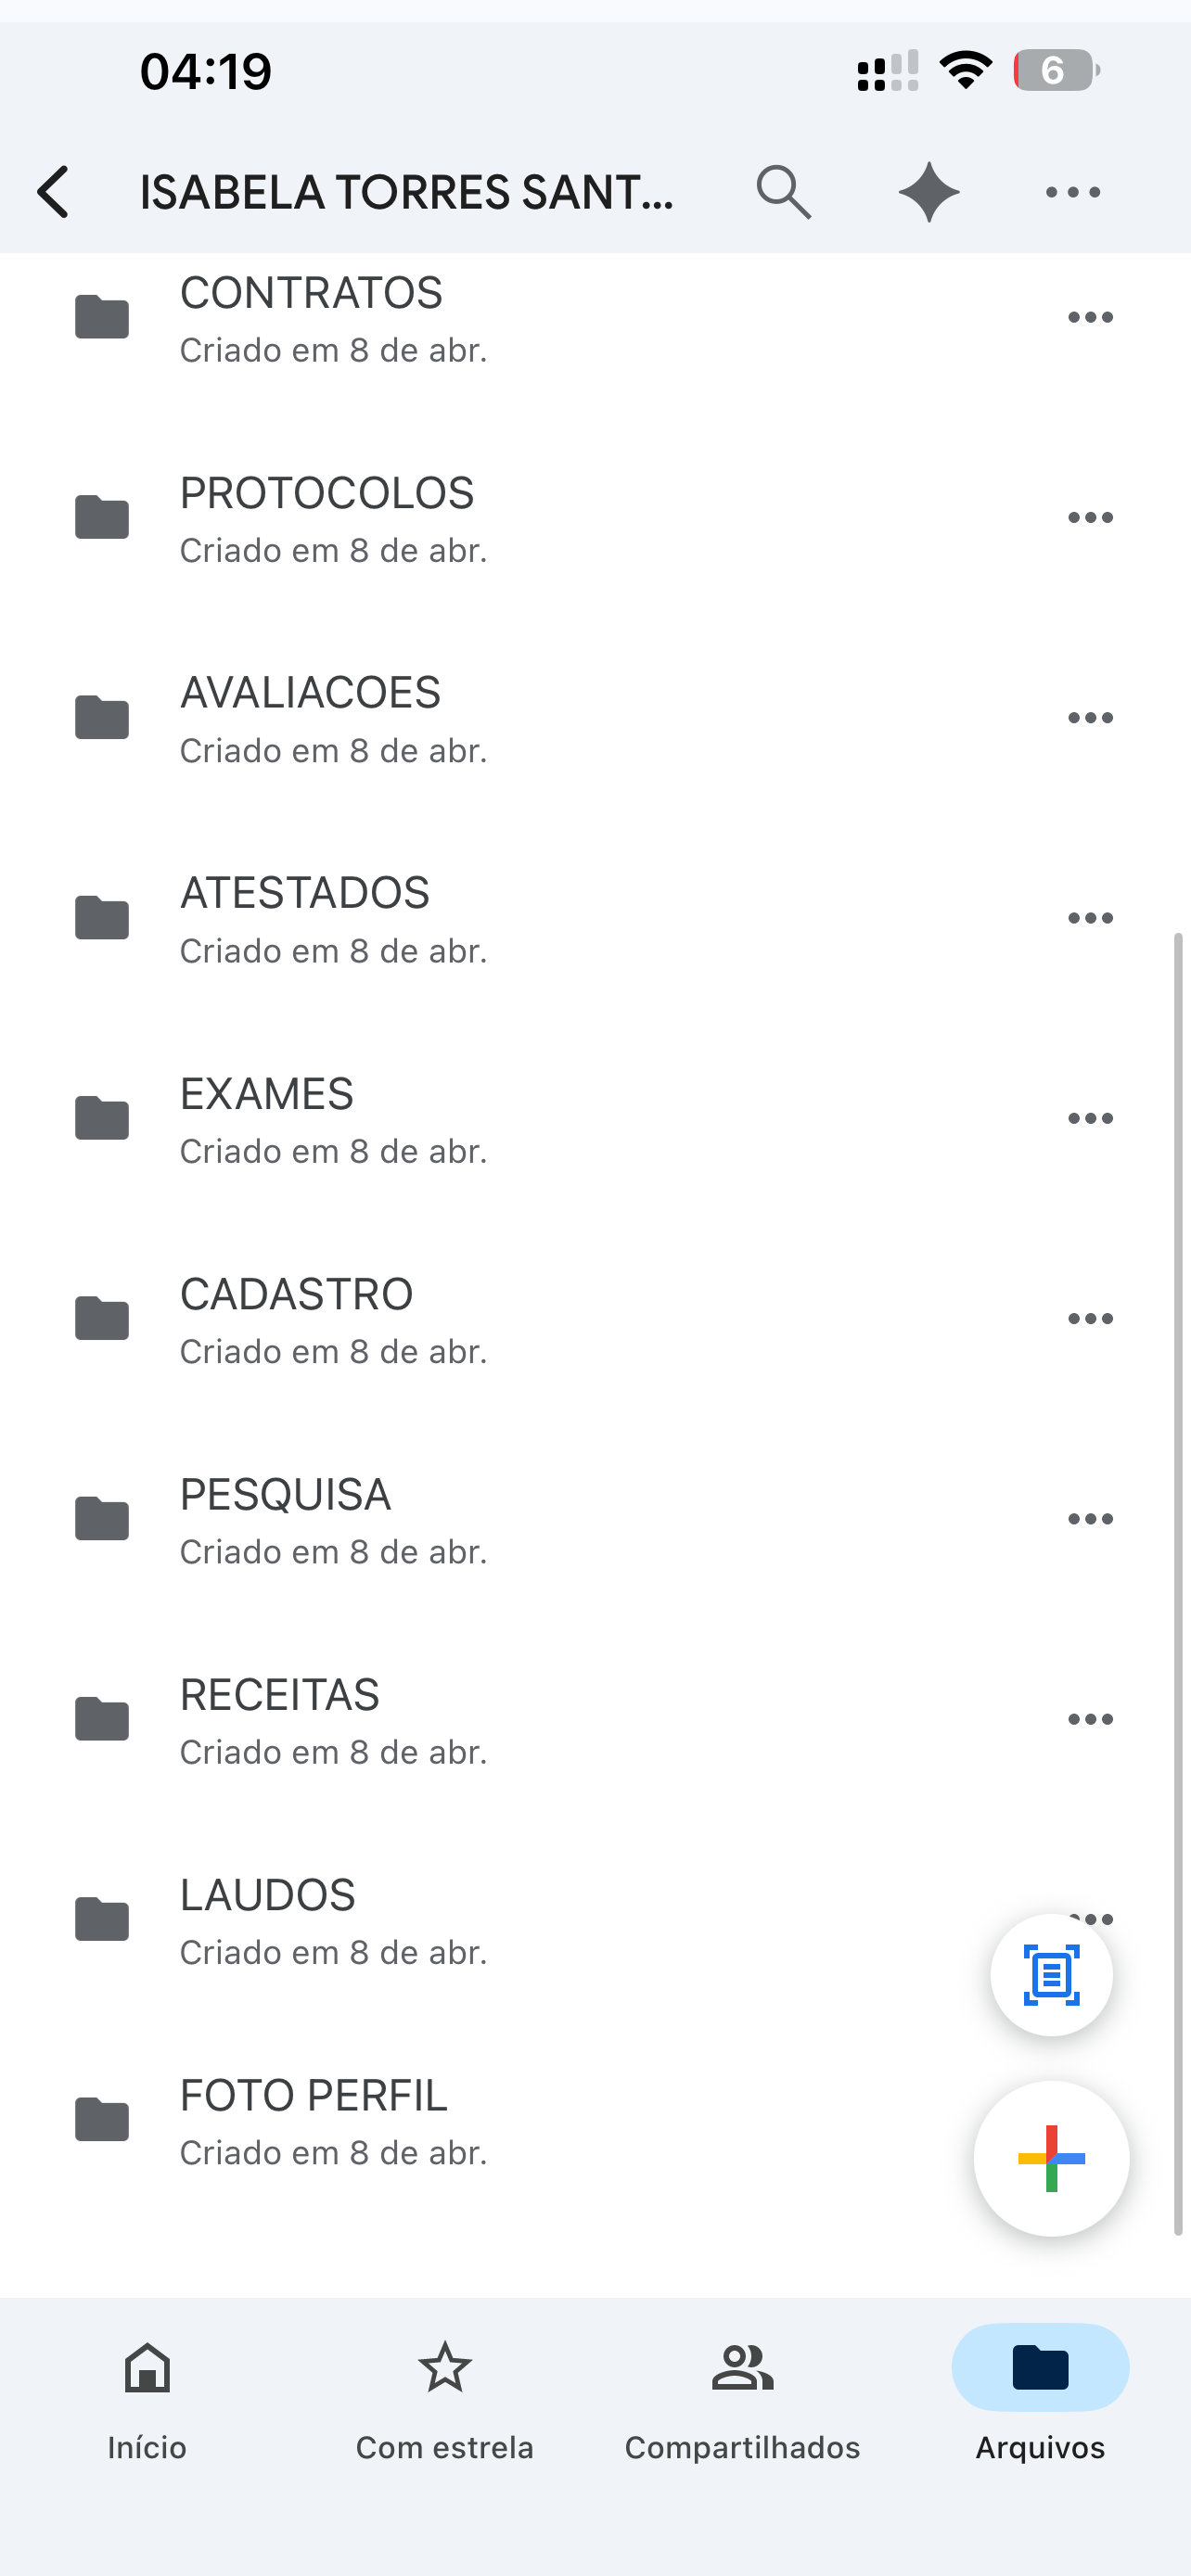 04:19
6
ISABELA TORRES SANT...
CONTRATOS
Criado em 8 de abr.
PROTOCOLOS
Criado em 8 de abr.
AVALIACOES
Criado em 8 de abr.
ATESTADOS
Criado em 8 de abr.
EXAMES
Criado em 8 de abr.
CADASTRO
Criado em 8 de abr.
PESQUISA
Criado em 8 de abr.
RECEITAS
Criado em 8 de abr.
LAUDOS
Criado em 8 de abr.
FOTO PERFIL
Criado em 8 de abr.
Início
Com estrela
Compartilhados
Arquivos